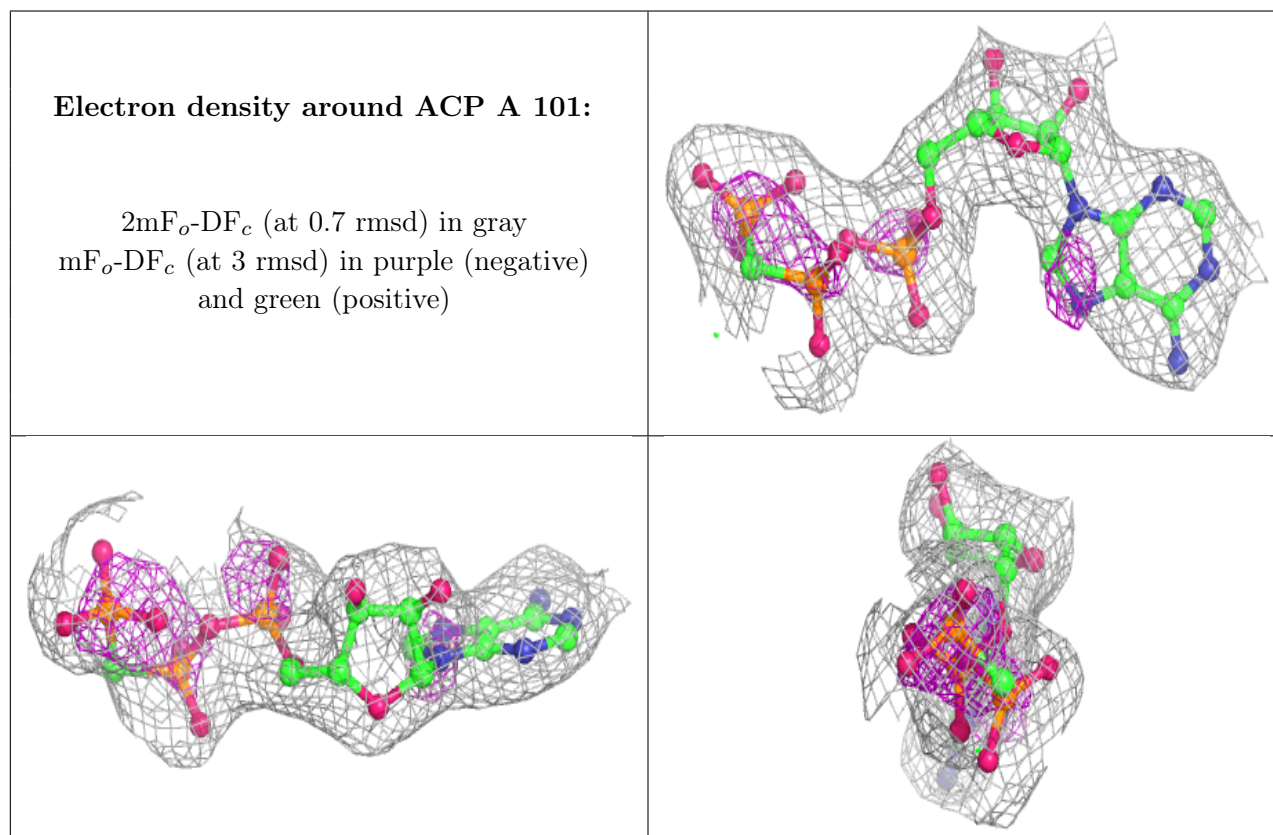 Electron density around ACP A 101:
2mFo-DFc (at 0.7 rmsd) in gray
mFo-DFc (at 3 rmsd) in purple (negative)
and green (positive)